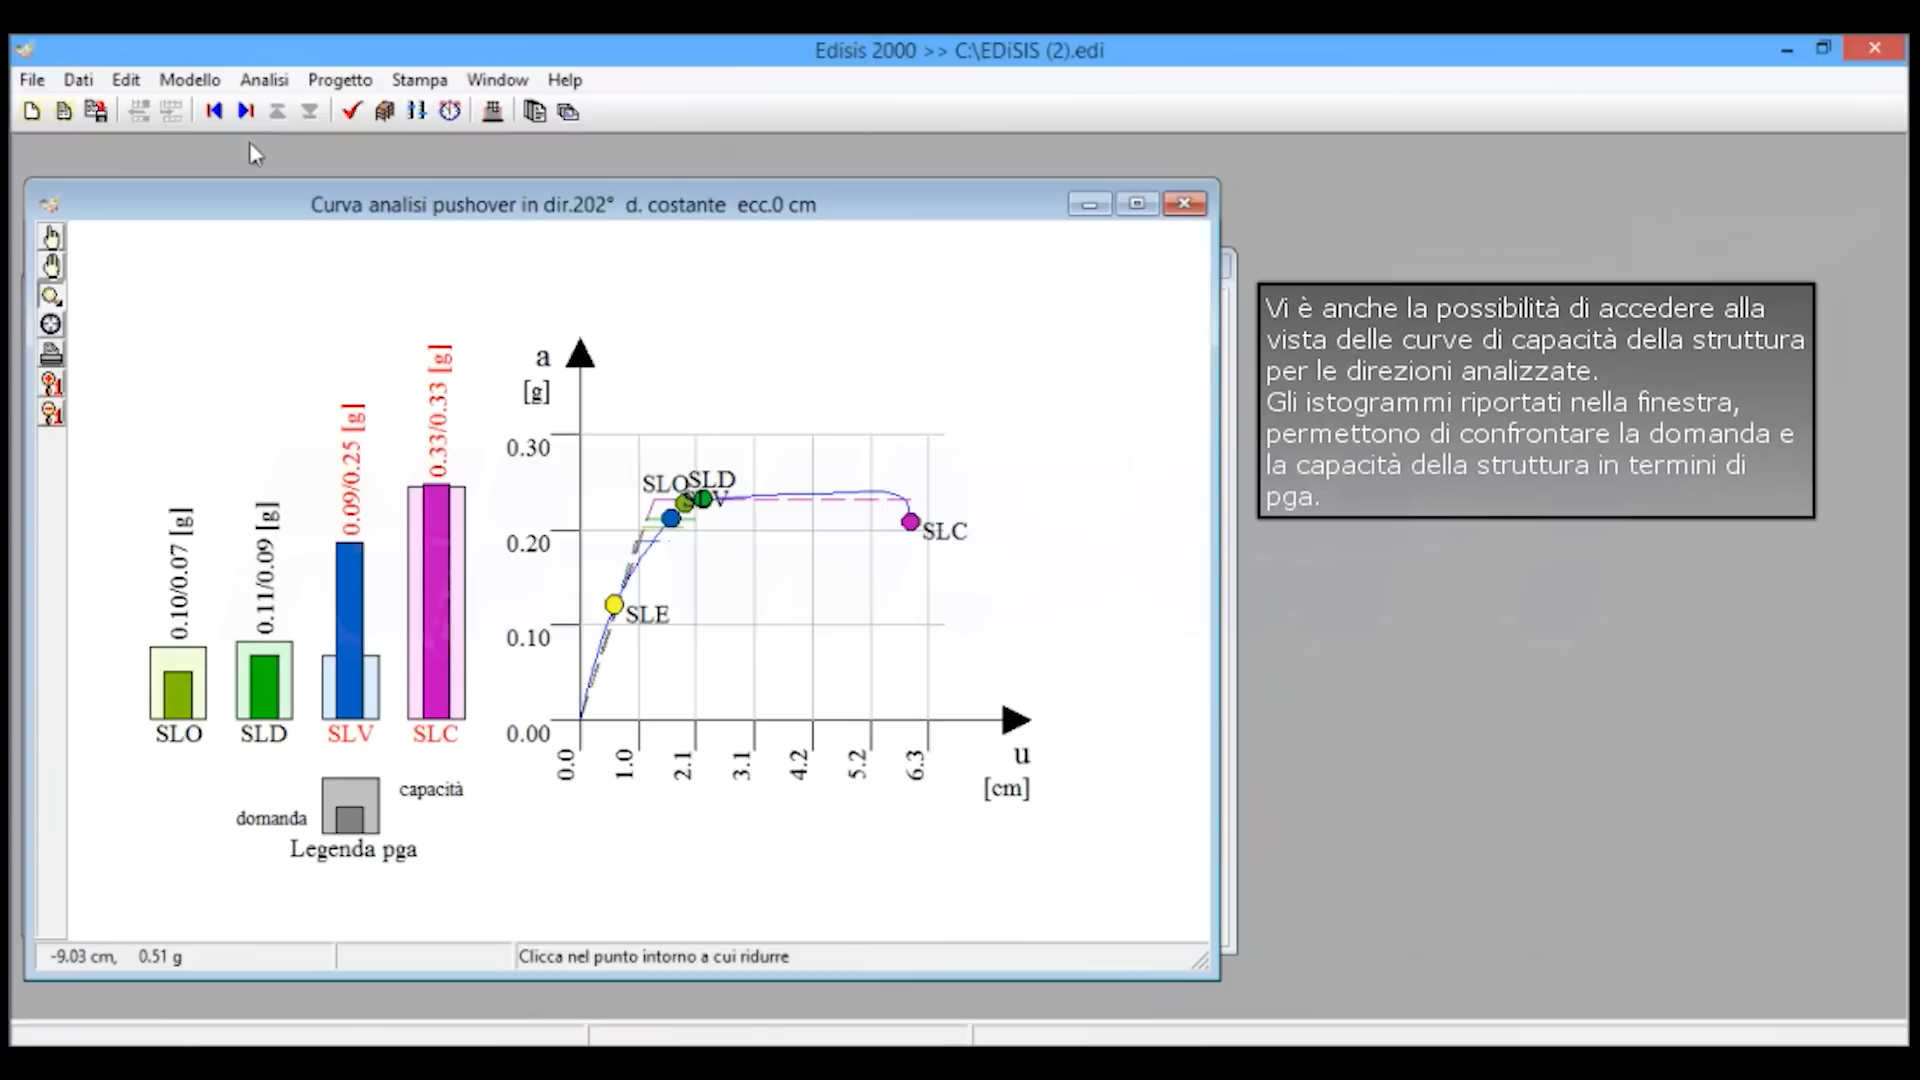 Edisis 2000 >> C:\EDiSIS (2).edi
File Dati Edit Modello Analisi Progetto Stampa Window Help
Curva analisi pushover in dir.202° d. costante ecc.0 cm
Vi è anche la possibilità di accedere alla
vista delle curve di capacità della struttura
per le direzioni analizzate.
Gli istogrammi riportati nella finestra,
permettono di confrontare la domanda e
la capacità della struttura in termini di
pga.
0.10/0.07 [g]
0.11/0.09 [g]
0.09/0.25 [g]
0.33/0.33 [g]
SLO SLD SLV SLC
domanda
capacità
Legenda pga
a
[g]
0.30
0.20
0.10
0.00
SLO
SLD
SLV
SLC
SLE
0.0 1.0 2.1 3.1 4.2 5.2 6.3
u
[cm]
-9.03 cm, 0.51 g
Clicca nel punto intorno a cui ridurre